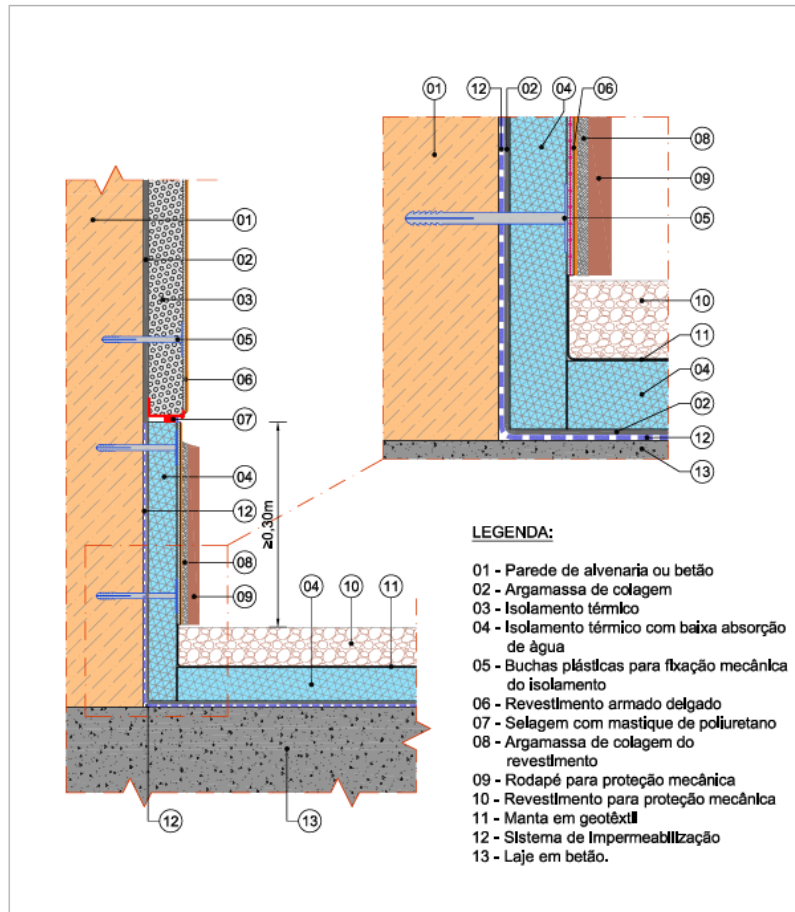 01
12
02
04
06
08
09
05
10
11
04
02
12
13
01
02
03
05
06
07
04
12
≥0,30m
08
09
04
10
11
12
13
LEGENDA:
01 - Parede de alvenaria ou betão
02 - Argamassa de colagem
03 - Isolamento térmico
04 - Isolamento térmico com baixa absorção
de àgua
05 - Buchas plásticas para fixação mecânica
do isolamento
06 - Revestimento armado delgado
07 - Selagem com mastique de poliuretano
08 - Argamassa de colagem do
revestimento
09 - Rodapé para proteção mecânica
10 - Revestimento para proteção mecânica
11 - Manta em geotêxtil
12 - Sistema de impermeabilização
13 - Laje em betão.